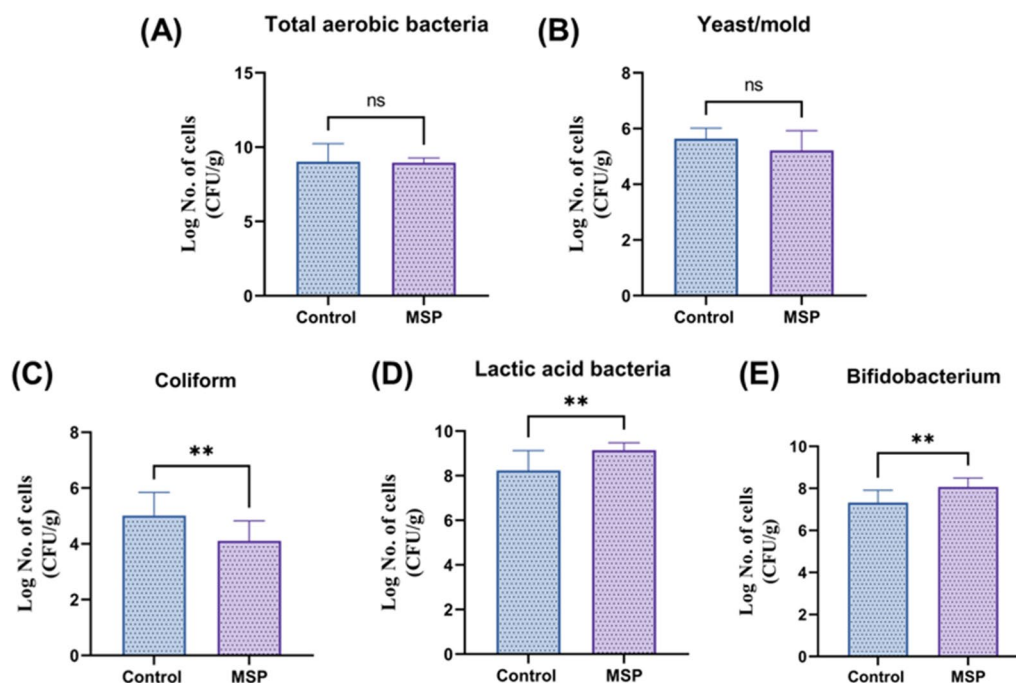 (A)
Total aerobic bacteria
Log No. of cells
(CFU/g)
15
10
5
0
ns
Control
MSP
(B)
Yeast/mold
Log No. of cells
(CFU/g)
8
6
4
2
0
ns
Control
MSP
(C)
Coliform
Log No. of cells
(CFU/g)
8
6
4
2
0
**
Control
MSP
(D)
Lactic acid bacteria
Log No. of cells
(CFU/g)
10
8
6
4
2
0
**
Control
MSP
(E)
Bifidobacterium
Log No. of cells
(CFU/g)
10
8
6
4
2
0
**
Control
MSP